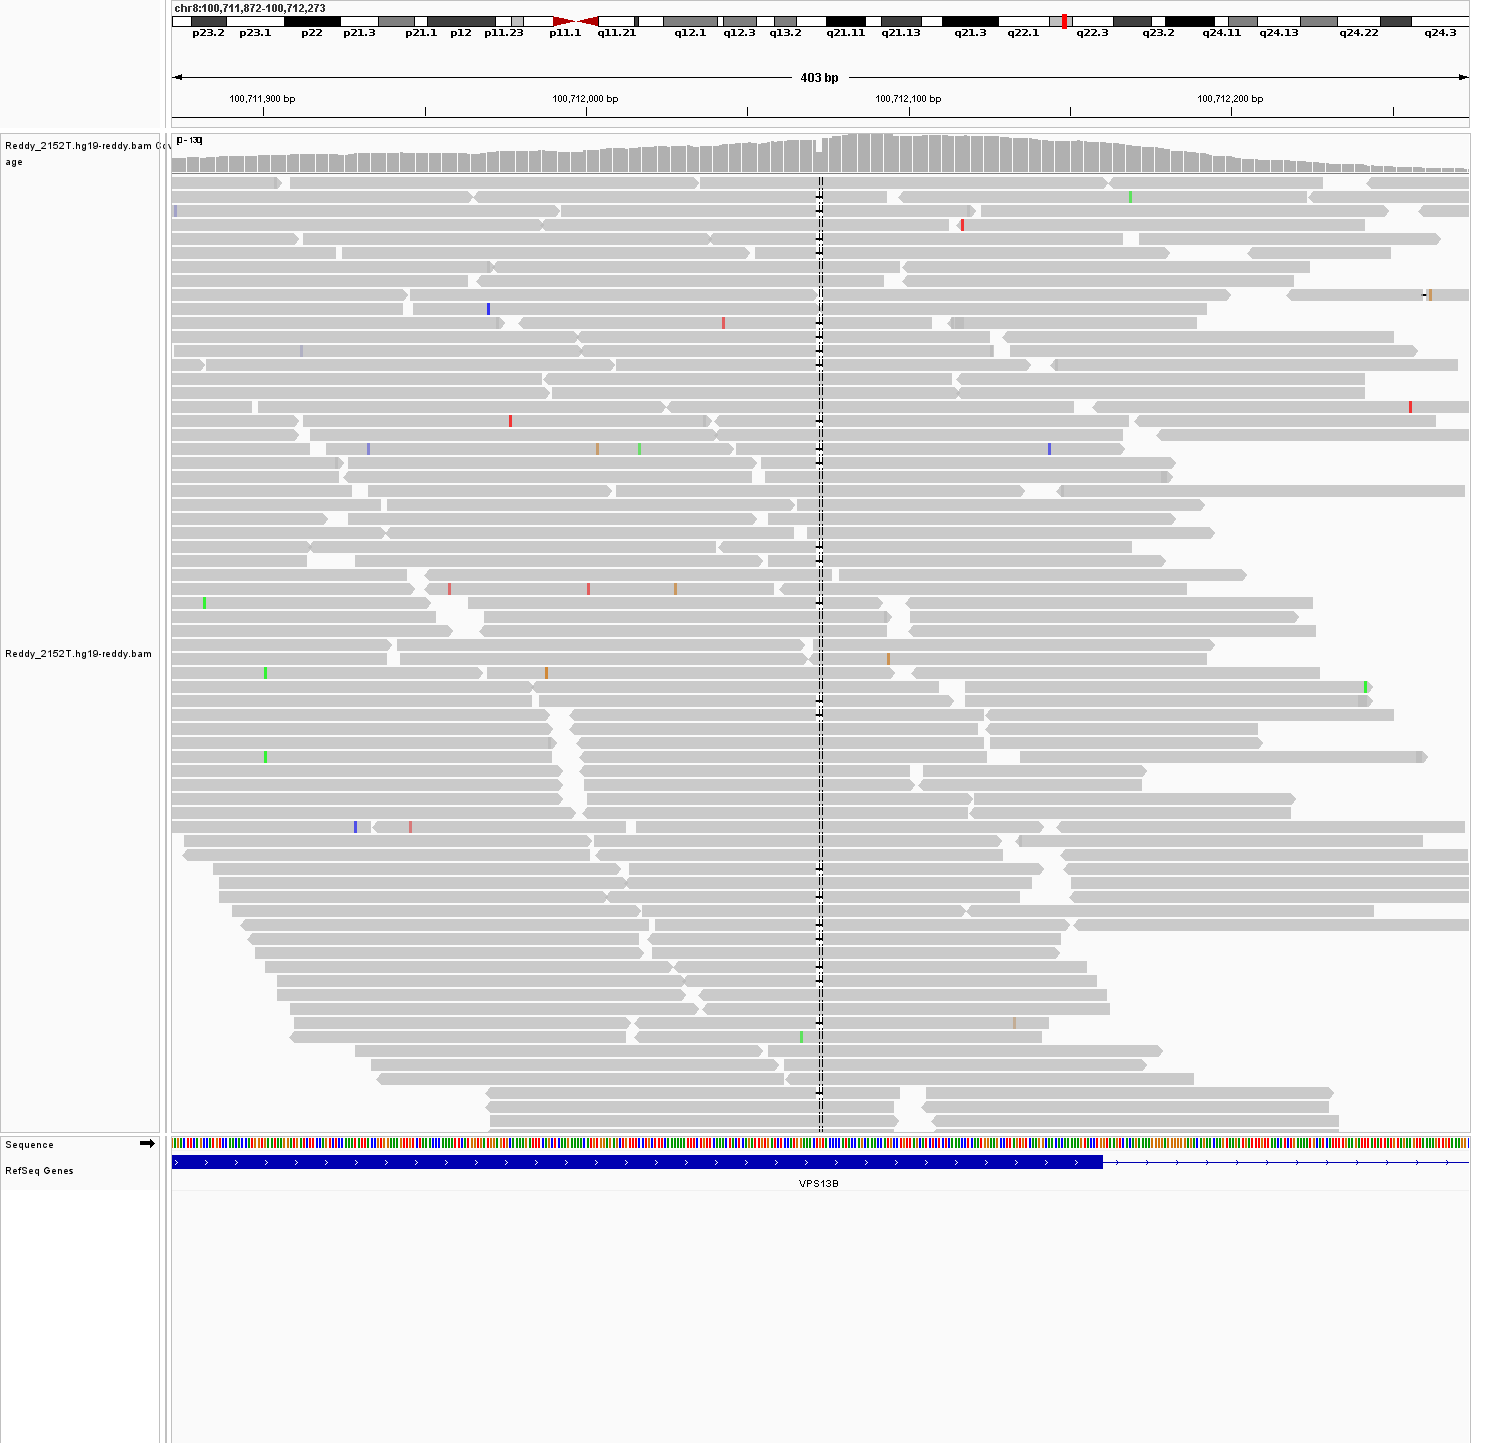 chr8:100,711,872-100,712,273
p23.2 p23.1 p22 p21.3 p21.1 p12 p11.23 p11.1 q11.21 q12.1 q12.3 q13.2 q21.11 q21.13 q21.3 q22.1 q22.3 q23.2 q24.11 q24.13 q24.22 q24.3
403 bp
100,711,900 bp 100,712,000 bp 100,712,100 bp 100,712,200 bp
[0 - 130]
Reddy_2152T.hg19-reddy.bam Cov
age
Reddy_2152T.hg19-reddy.bam
Sequence
RefSeq Genes
VPS13B